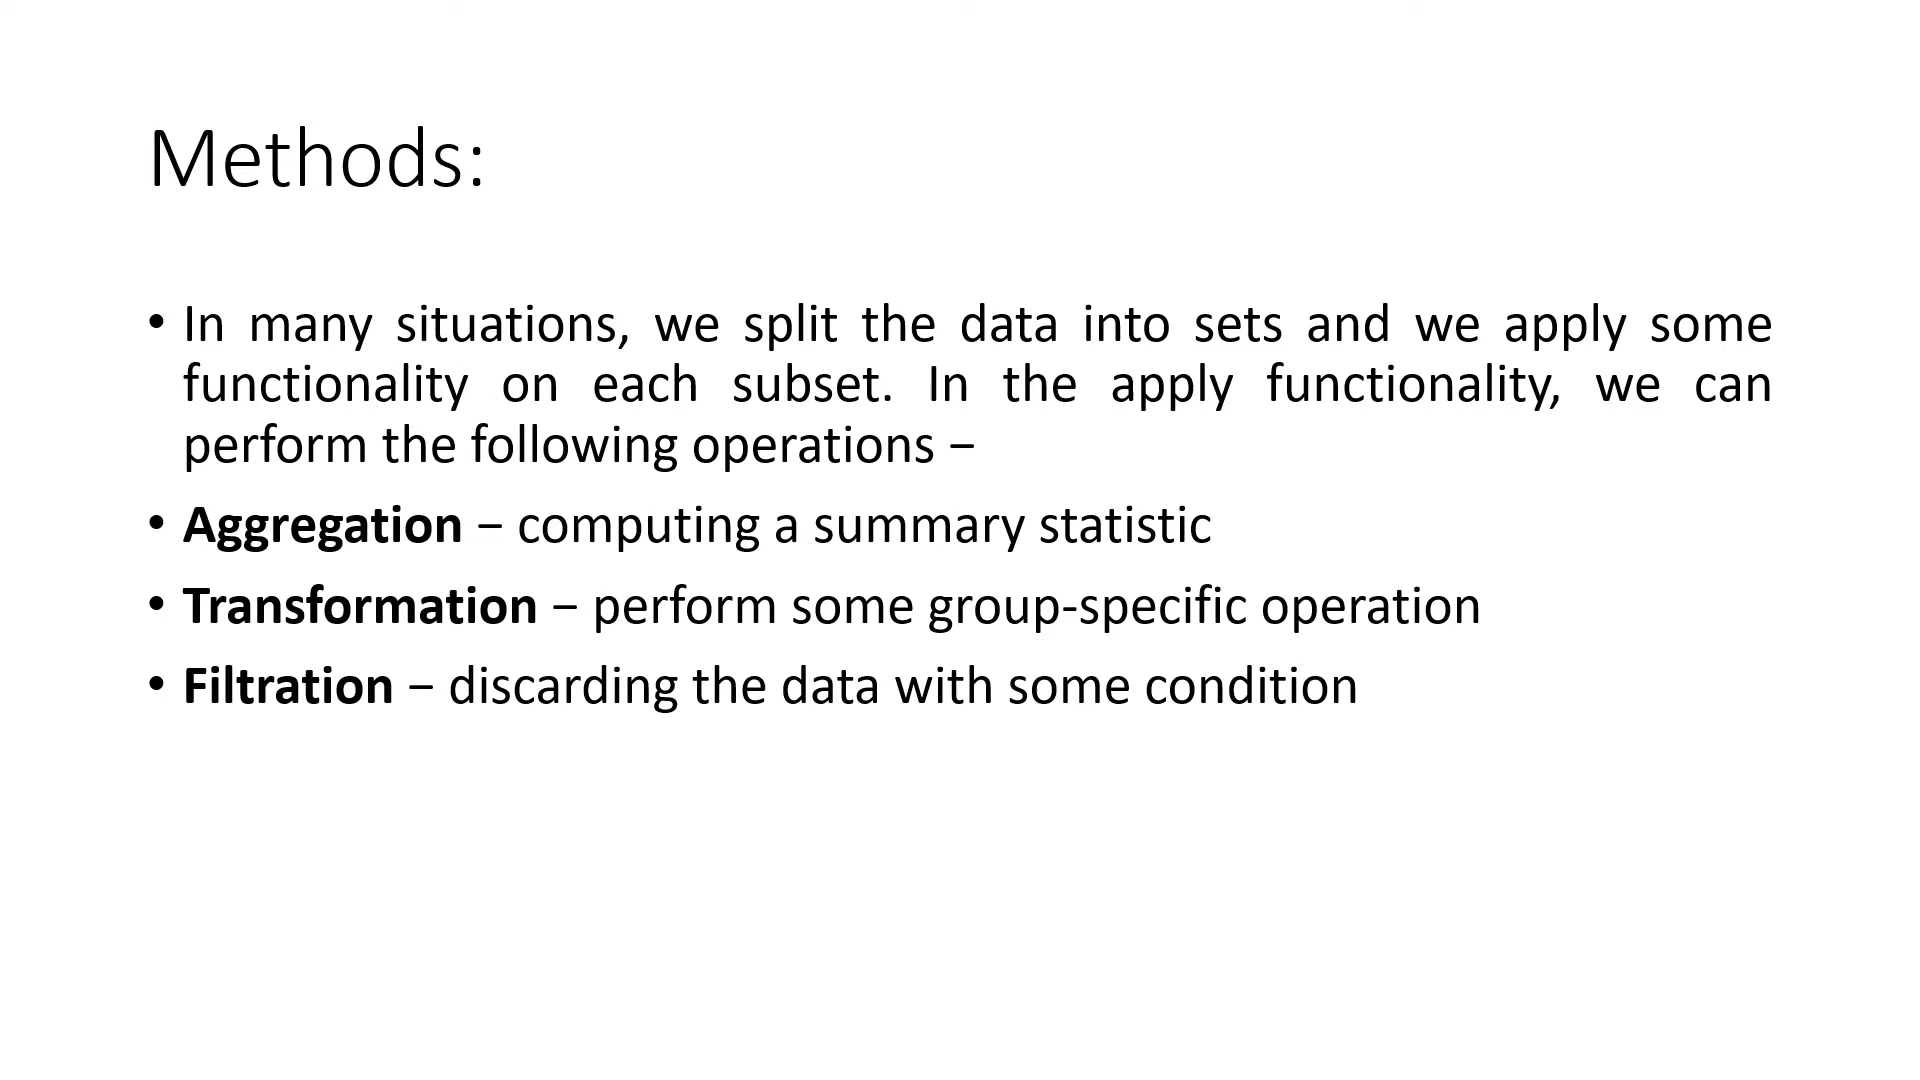 Methods:
• In many situations, we split the data into sets and we apply some
functionality on each subset. In the apply functionality, we can
perform the following operations −
• Aggregation − computing a summary statistic
• Transformation − perform some group-specific operation
• Filtration − discarding the data with some condition